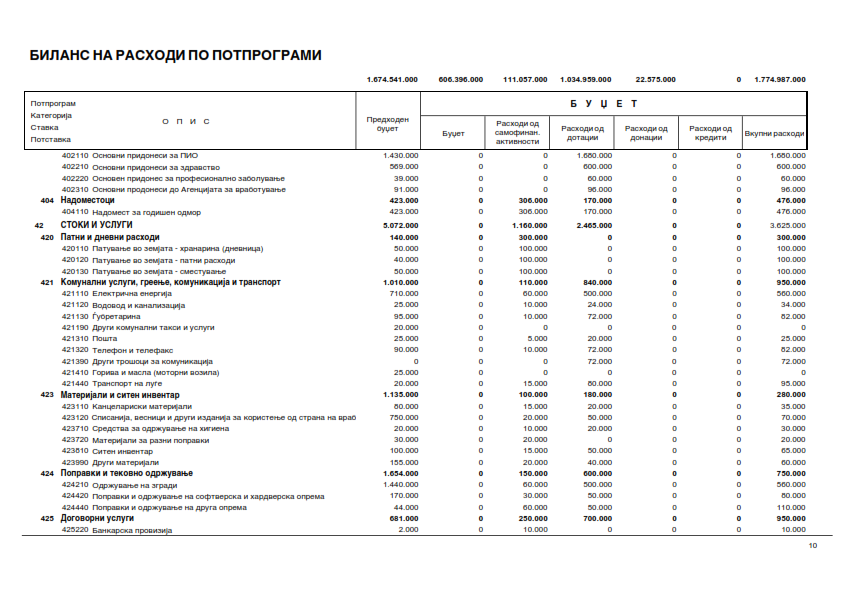 БИЛАНС НА РАСХОДИ ПО ПОТПРОГРАМИ
1.674.541.000 606.396.000 111.057.000 1.034.959.000 22.575.000 0 1.774.987.000
Потпрограм
Категорија
Ставка
Потставка
О П И С
Предходен буџет
Б У Џ Е Т
Буџет
Расходи од самофинан. активности
Расходи од дотации
Расходи од донации
Расходи од кредити
Вкупни расходи
402110 Основни придонеси за ПИО 1.430.000 0 0 1.680.000 0 0 1.680.000
402210 Основни придонеси за здравство 569.000 0 0 600.000 0 0 600.000
402220 Основен придонес за професионално заболување 39.000 0 0 60.000 0 0 60.000
402310 Основни продонеси до Агенцијата за вработување 91.000 0 0 96.000 0 0 96.000
404 Надоместоци 423.000 0 306.000 170.000 0 0 476.000
404110 Надомест за годишен одмор 423.000 0 306.000 170.000 0 0 476.000
42 СТОКИ И УСЛУГИ 5.072.000 0 1.160.000 2.465.000 0 0 3.625.000
420 Патни и дневни расходи 140.000 0 300.000 0 0 0 300.000
420110 Патување во земјата - хранарина (дневница) 50.000 0 100.000 0 0 0 100.000
420120 Патување во земјата - патни расходи 40.000 0 100.000 0 0 0 100.000
420130 Патување во земјата - сместување 50.000 0 100.000 0 0 0 100.000
421 Комунални услуги, греење, комуникација и транспорт 1.010.000 0 110.000 840.000 0 0 950.000
421110 Електрична енергија 710.000 0 60.000 500.000 0 0 560.000
421120 Водовод и канализација 25.000 0 10.000 24.000 0 0 34.000
421130 Ѓубретарина 95.000 0 10.000 72.000 0 0 82.000
421190 Други комунални такси и услуги 20.000 0 0 0 0 0 0
421310 Пошта 25.000 0 5.000 20.000 0 0 25.000
421320 Телефон и телефакс 90.000 0 10.000 72.000 0 0 82.000
421390 Други трошоци за комуникација 0 0 0 72.000 0 0 72.000
421410 Горива и масла (моторни возила) 25.000 0 0 0 0 0 0
421440 Транспорт на луѓе 20.000 0 15.000 80.000 0 0 95.000
423 Материјали и ситен инвентар 1.135.000 0 100.000 180.000 0 0 280.000
423110 Канцелариски материјали 80.000 0 15.000 20.000 0 0 35.000
423120 Списанија, весници и други изданија за користење од страна на враб 750.000 0 20.000 50.000 0 0 70.000
423710 Средства за одржување на хигиена 20.000 0 10.000 20.000 0 0 30.000
423720 Материјали за разни поправки 30.000 0 20.000 0 0 0 20.000
423810 Ситен инвентар 100.000 0 15.000 50.000 0 0 65.000
423990 Други материјали 155.000 0 20.000 40.000 0 0 60.000
424 Поправки и тековно одржување 1.654.000 0 150.000 600.000 0 0 750.000
424210 Одржување на згради 1.440.000 0 60.000 500.000 0 0 560.000
424420 Поправки и одржување на софтверска и хардверска опрема 170.000 0 30.000 50.000 0 0 80.000
424440 Поправки и одржување на друга опрема 44.000 0 60.000 50.000 0 0 110.000
425 Договорни услуги 681.000 0 250.000 700.000 0 0 950.000
425220 Банкарска провизија 2.000 0 10.000 0 0 0 10.000
10